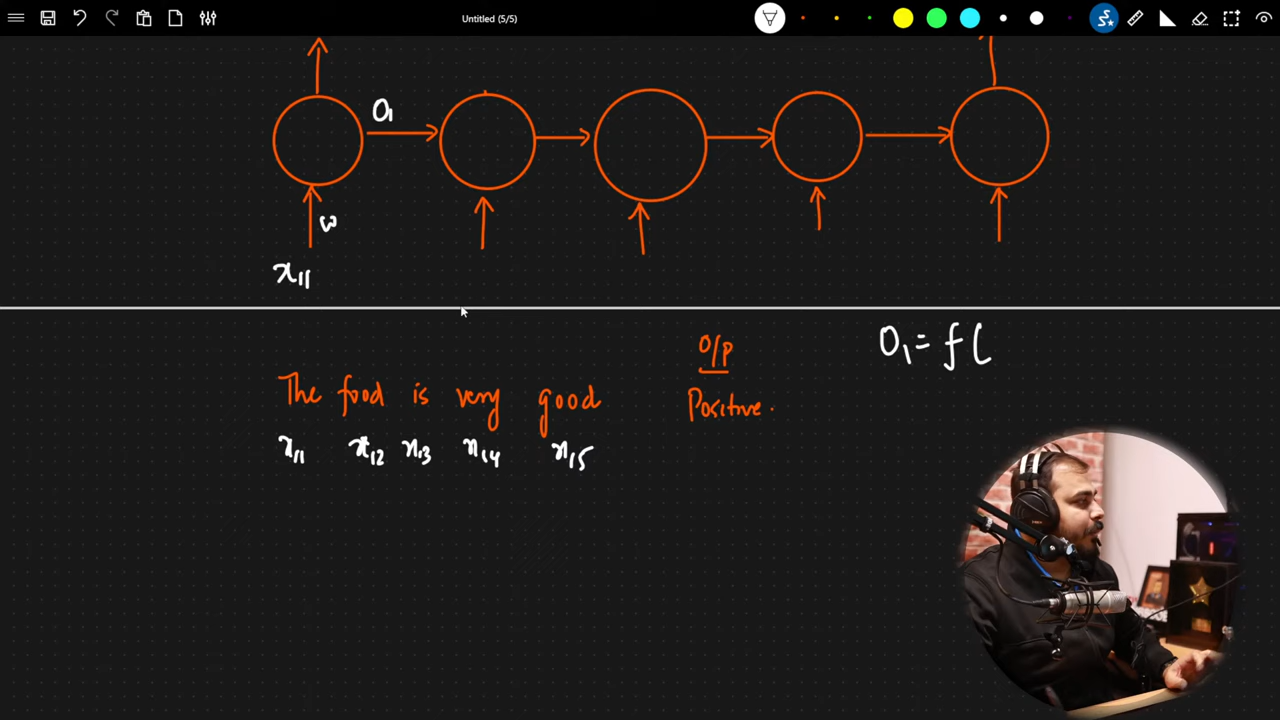 Untitled (5/5)
O₁
w
x₁₁
O/p
O₁ = f(
The food is very good
Positive.
x₁₁ x₁₂ x₁₃ x₁₄ x₁₅